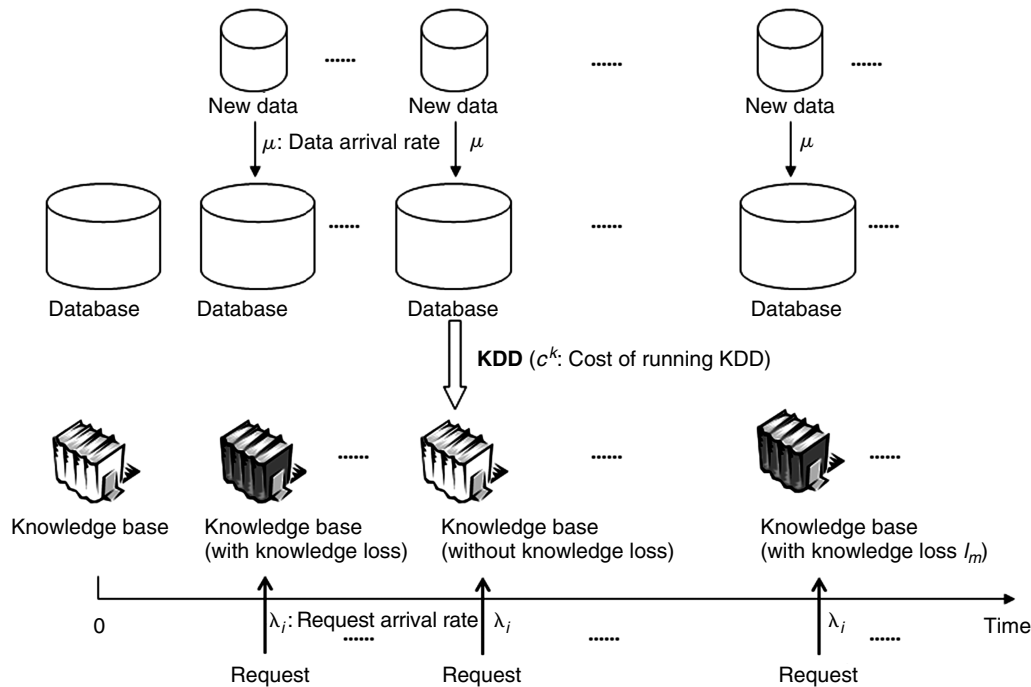 New data
New data
New data
μ: Data arrival rate
μ
μ
Database
Database
Database
Database
KDD (c^k: Cost of running KDD)
Knowledge base
Knowledge base
(with knowledge loss)
Knowledge base
(without knowledge loss)
Knowledge base
(with knowledge loss l_m)
0
λ_i: Request arrival rate
λ_i
λ_i
Time
Request
Request
Request